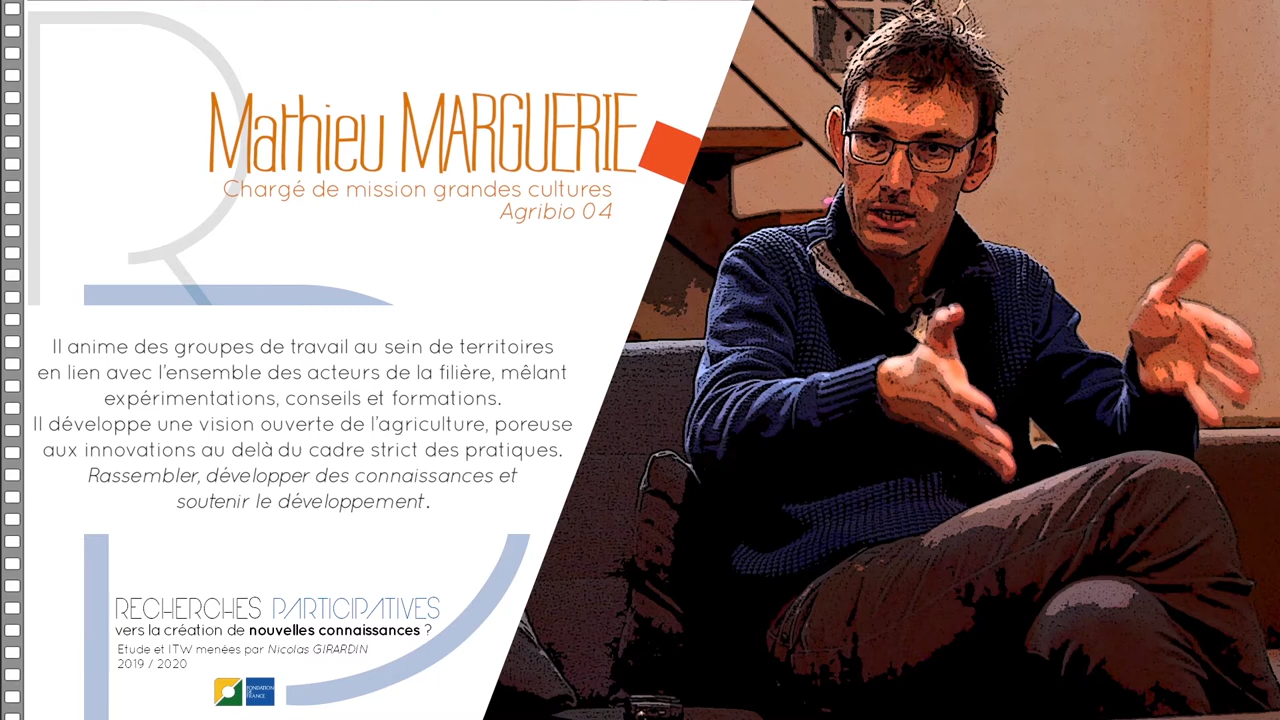 Mathieu MARGUERIE
Chargé de mission grandes cultures
Agribio 04
Il anime des groupes de travail au sein de territoires
en lien avec l'ensemble des acteurs de la filière, mêlant
expérimentations, conseils et formations.
Il développe une vision ouverte de l'agriculture, poreuse
aux innovations au delà du cadre strict des pratiques.
Rassembler, développer des connaissances et
soutenir le développement.
RECHERCHES PARTICIPATIVES
vers la création de nouvelles connaissances ?
Etude et ITW menées par Nicolas GIRARDIN
2019 / 2020
FONDATION
DE
FRANCE